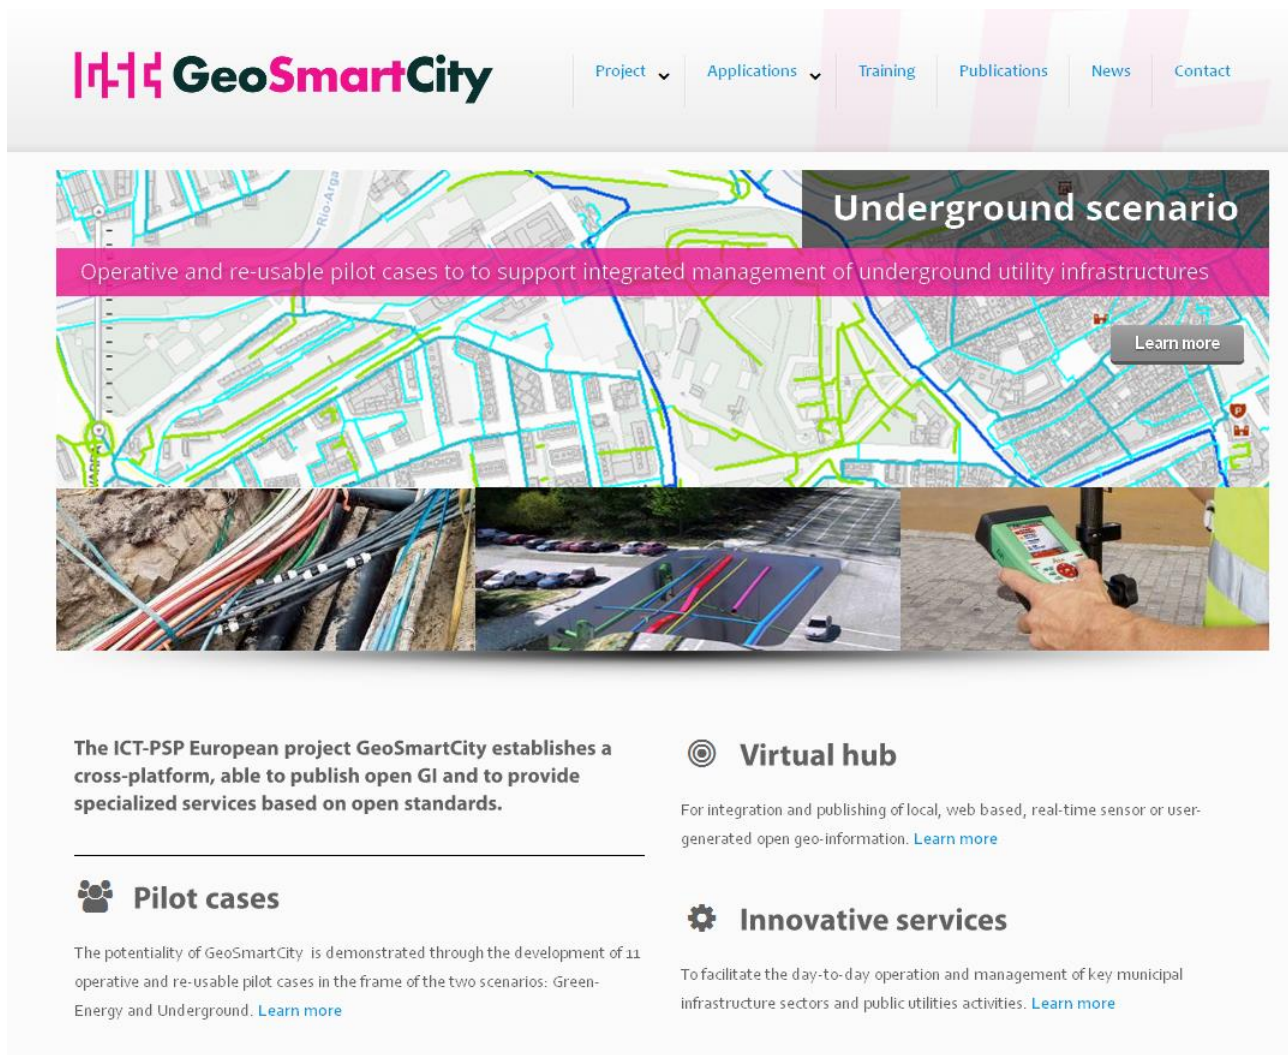 GeoSmartCity
Project
Applications
Training
Publications
News
Contact
Rio-Arga
Underground scenario
Operative and re-usable pilot cases to to support integrated management of underground utility infrastructures
Learn more
P
The ICT-PSP European project GeoSmartCity establishes a
cross-platform, able to publish open GI and to provide
specialized services based on open standards.
Pilot cases
The potentiality of GeoSmartCity is demonstrated through the development of 11
operative and re-usable pilot cases in the frame of the two scenarios: Green-
Energy and Underground. Learn more
Virtual hub
For integration and publishing of local, web based, real-time sensor or user-
generated open geo-information. Learn more
Innovative services
To facilitate the day-to-day operation and management of key municipal
infrastructure sectors and public utilities activities. Learn more